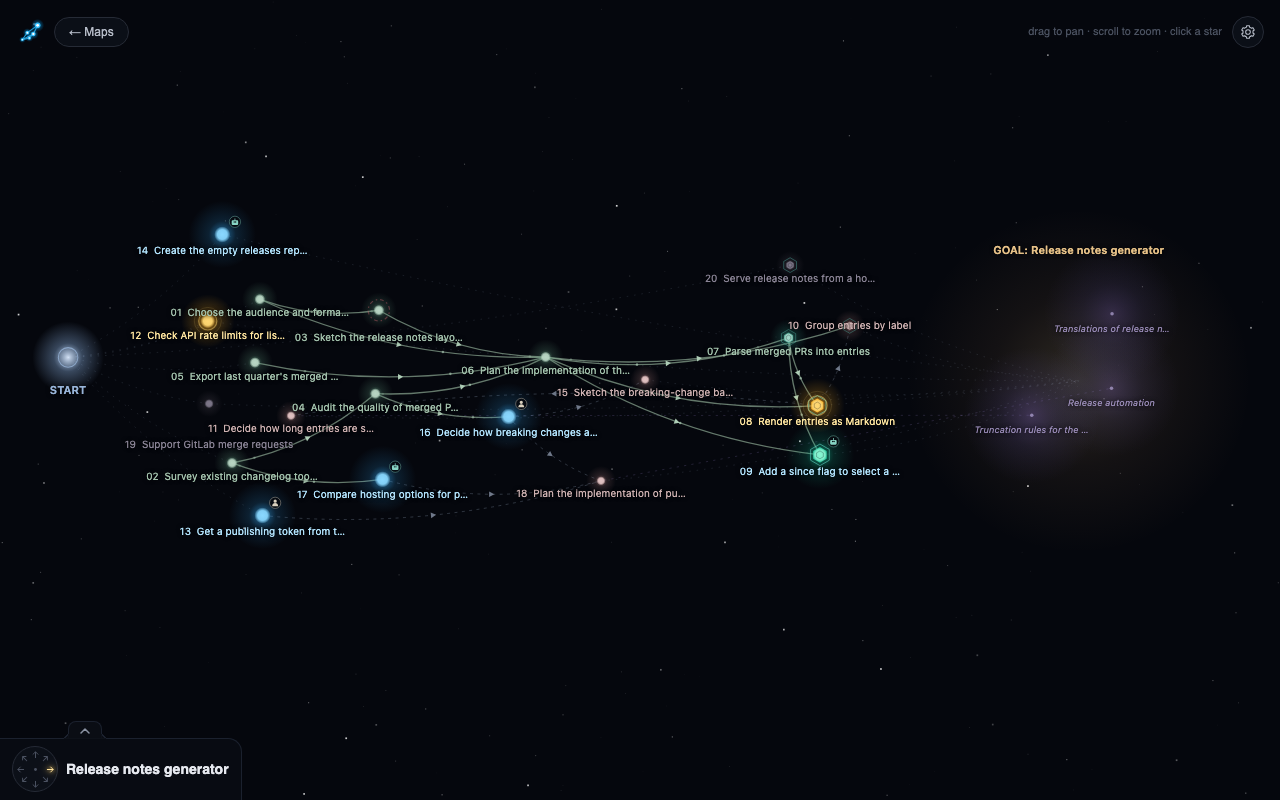 ← Maps
drag to pan · scroll to zoom · click a star
14 Create the empty releases rep...
GOAL: Release notes generator
20 Serve release notes from a ho...
01 Choose the audience and forma...
12 Check API rate limits for lis...
03 Sketch the release notes layo...
10 Group entries by label
Translations of release n...
07 Parse merged PRs into entries
START
05 Export last quarter's merged ...
06 Plan the implementation of th...
15 Sketch the breaking-change ba...
04 Audit the quality of merged P...
Release automation
11 Decide how long entries are s...
16 Decide how breaking changes a...
08 Render entries as Markdown
Truncation rules for the ...
19 Support GitLab merge requests
02 Survey existing changelog too...
09 Add a since flag to select a ...
17 Compare hosting options for p...
18 Plan the implementation of pu...
13 Get a publishing token from t...
Release notes generator